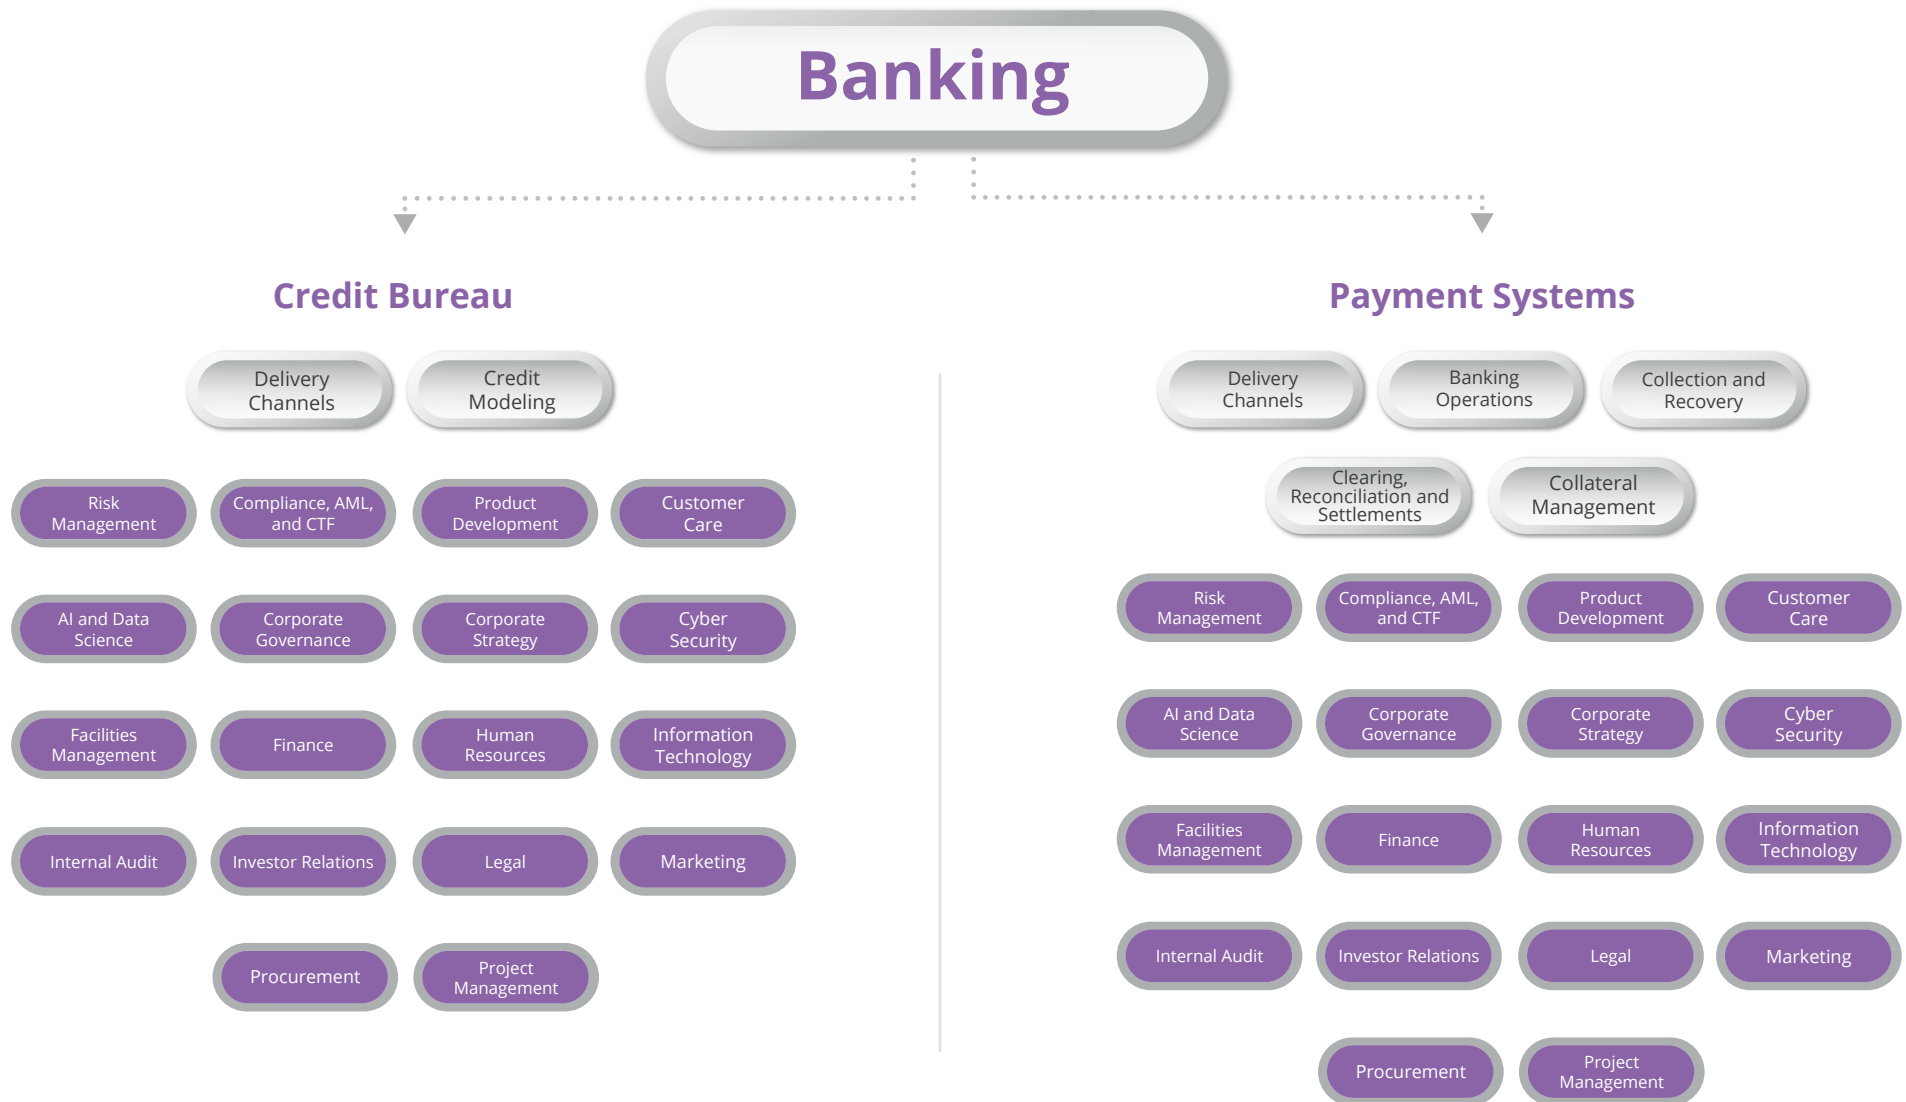 Banking
Credit Bureau
Delivery
Channels
Credit
Modeling
Risk
Management
Compliance, AML,
and CTF
Product
Development
Customer
Care
AI and Data
Science
Corporate
Governance
Corporate
Strategy
Cyber
Security
Facilities
Management
Finance
Human
Resources
Information
Technology
Internal Audit
Investor Relations
Legal
Marketing
Procurement
Project
Management
Payment Systems
Delivery
Channels
Banking
Operations
Collection and
Recovery
Clearing,
Reconciliation and
Settlements
Collateral
Management
Risk
Management
Compliance, AML,
and CTF
Product
Development
Customer
Care
AI and Data
Science
Corporate
Governance
Corporate
Strategy
Cyber
Security
Facilities
Management
Finance
Human
Resources
Information
Technology
Internal Audit
Investor Relations
Legal
Marketing
Procurement
Project
Management